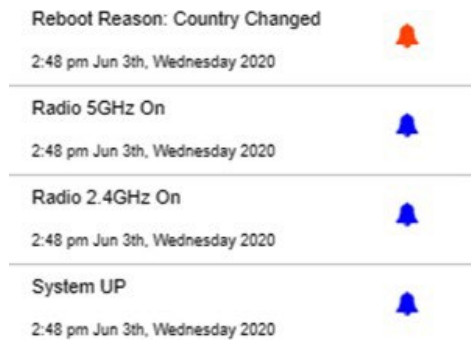 Reboot Reason: Country Changed
2:48 pm Jun 3th, Wednesday 2020
Radio 5GHz On
2:48 pm Jun 3th, Wednesday 2020
Radio 2.4GHz On
2:48 pm Jun 3th, Wednesday 2020
System UP
2:48 pm Jun 3th, Wednesday 2020